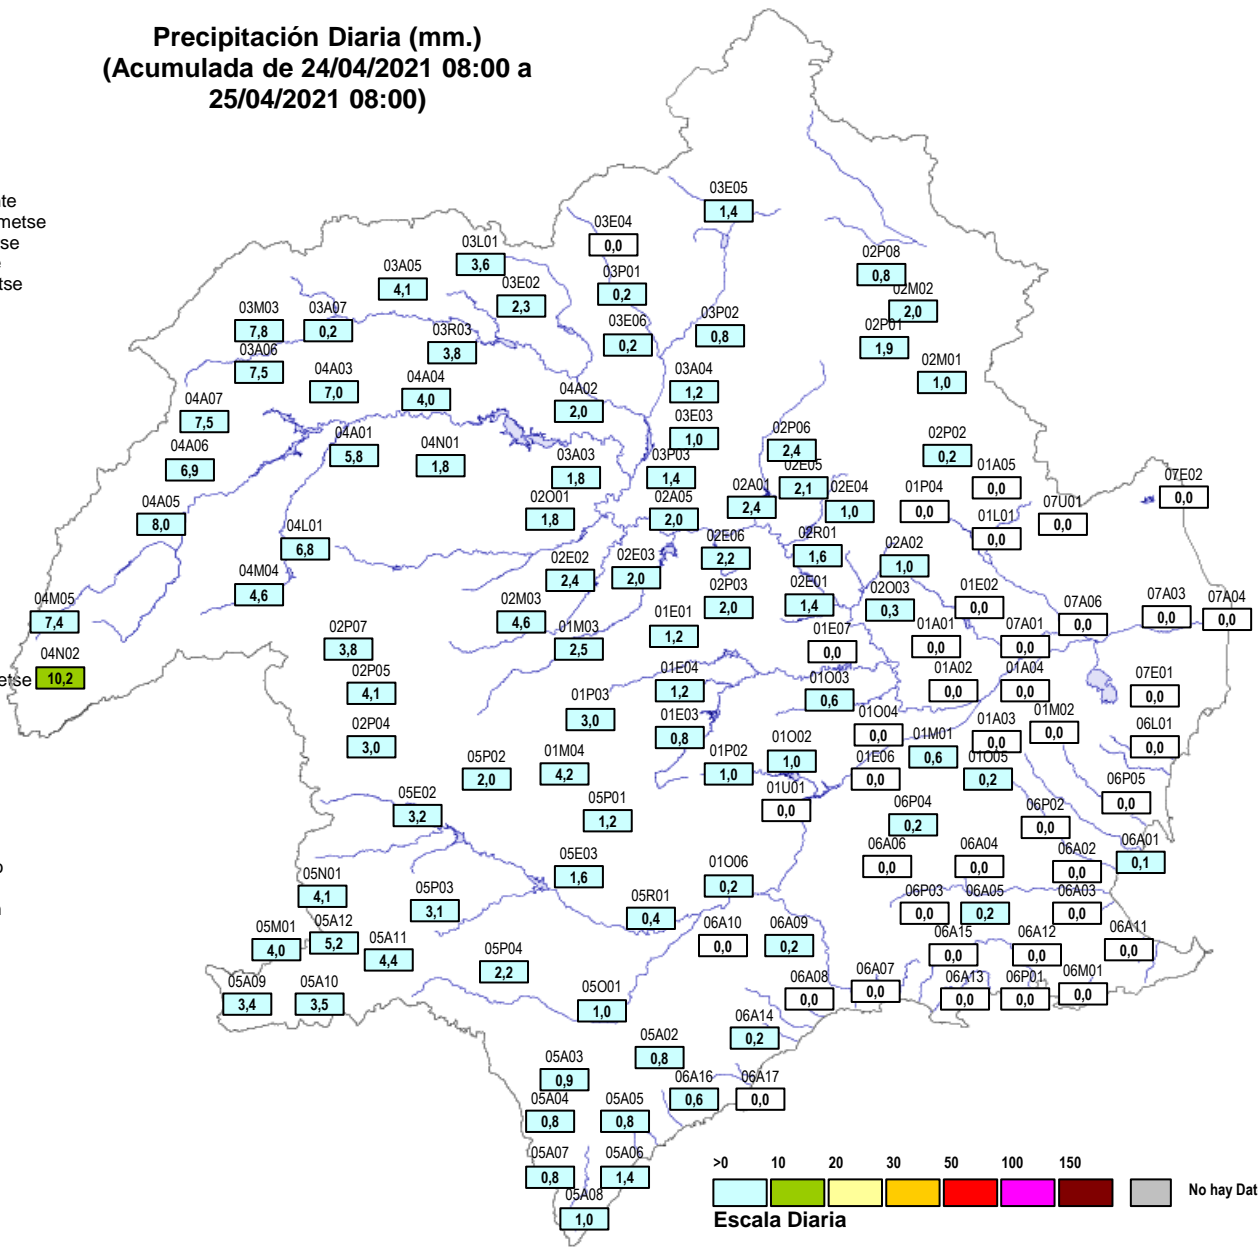 Precipitación Diaria (mm.)
(Acumulada de 24/04/2021 08:00 a
25/04/2021 08:00)
te
metse
se
e
tse
etse
o
n
03E05
1,4
03E04
0,0
03L01
3,6
03A05
4,1
03E02
2,3
03P01
0,2
02P08
0,8
02M02
2,0
03M03
7,8
03A07
0,2
03R03
3,8
03E06
0,2
03P02
0,8
02P01
1,9
03A06
7,5
04A03
7,0
04A04
4,0
04A02
2,0
03A04
1,2
02M01
1,0
04A07
7,5
03E03
1,0
04A06
6,9
04A01
5,8
04N01
1,8
03A03
1,8
03P03
1,4
02P06
2,4
02P02
0,2
02E05
2,1
01A05
0,0
07E02
0,0
04A05
8,0
02O01
1,8
02A05
2,0
02A01
2,4
02E04
1,0
01P04
0,0
01L01
0,0
07U01
0,0
04L01
6,8
02E06
2,2
02R01
1,6
02A02
1,0
04M04
4,6
02E02
2,4
02E03
2,0
04M05
7,4
02M03
4,6
02P03
2,0
02E01
1,4
02O03
0,3
01E02
0,0
07A06
0,0
07A03
0,0
07A04
0,0
02P07
3,8
01M03
2,5
01E01
1,2
01E07
0,0
01A01
0,0
07A01
0,0
04N02
10,2
02P05
4,1
01E04
1,2
01O03
0,6
01A02
0,0
01A04
0,0
07E01
0,0
02P04
3,0
01P03
3,0
01E03
0,8
01O04
0,0
01M01
0,6
01A03
0,0
01M02
0,0
06L01
0,0
05P02
2,0
01M04
4,2
01P02
1,0
01O02
1,0
01E06
0,0
01O05
0,2
05E02
3,2
05P01
1,2
01U01
0,0
06P04
0,2
06P02
0,0
06P05
0,0
05E03
1,6
01O06
0,2
06A06
0,0
06A04
0,0
06A02
0,0
06A01
0,1
05N01
4,1
05P03
3,1
05R01
0,4
06P03
0,0
06A05
0,2
06A03
0,0
05M01
4,0
05A12
5,2
05A11
4,4
05P04
2,2
06A10
0,0
06A09
0,2
06A15
0,0
06A12
0,0
06A11
0,0
05A09
3,4
05A10
3,5
05O01
1,0
06A08
0,0
06A07
0,0
06A13
0,0
06P01
0,0
06M01
0,0
05A02
0,8
06A14
0,2
05A03
0,9
06A16
0,6
06A17
0,0
05A04
0,8
05A05
0,8
05A07
0,8
05A06
1,4
05A08
1,0
>0 10 20 30 50 100 150
No hay Dat
Escala Diaria